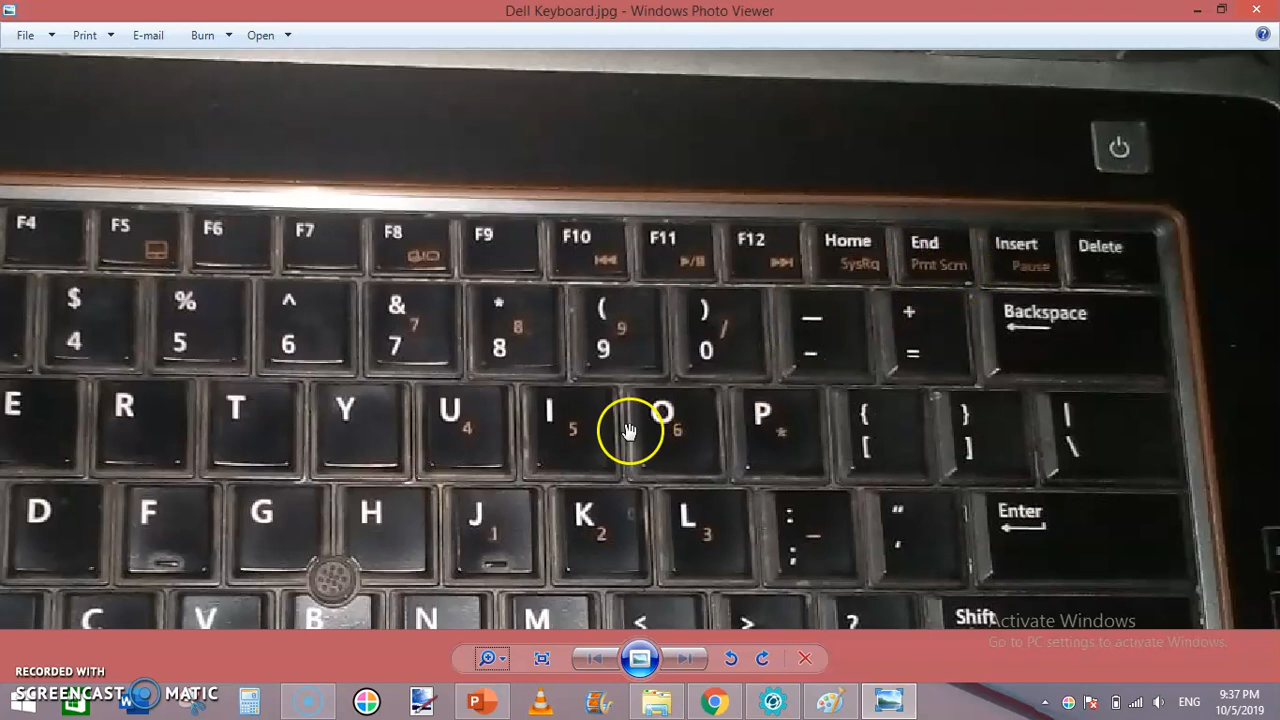 Dell Keyboard.jpg - Windows Photo Viewer
File Print E-mail Burn Open
F4 F5 F6 F7 F8 F9 F10 F11 F12 Home End Insert Delete
SysRq Prnt Scrn Pause
$ % ^ & 7 * 8 ( 9 ) / _ + Backspace
4 5 6 7 8 9 0 - =
E R T Y U 4 I 5 O 6 P * { } |
[ ] \
D F G H J 1 K 2 L 3 : – " Enter
; '
C V B N M < > ? Shift
Activate Windows
Go to PC settings to activate Windows.
RECORDED WITH
SCREENCAST MATIC
ENG
9:37 PM
10/5/2019